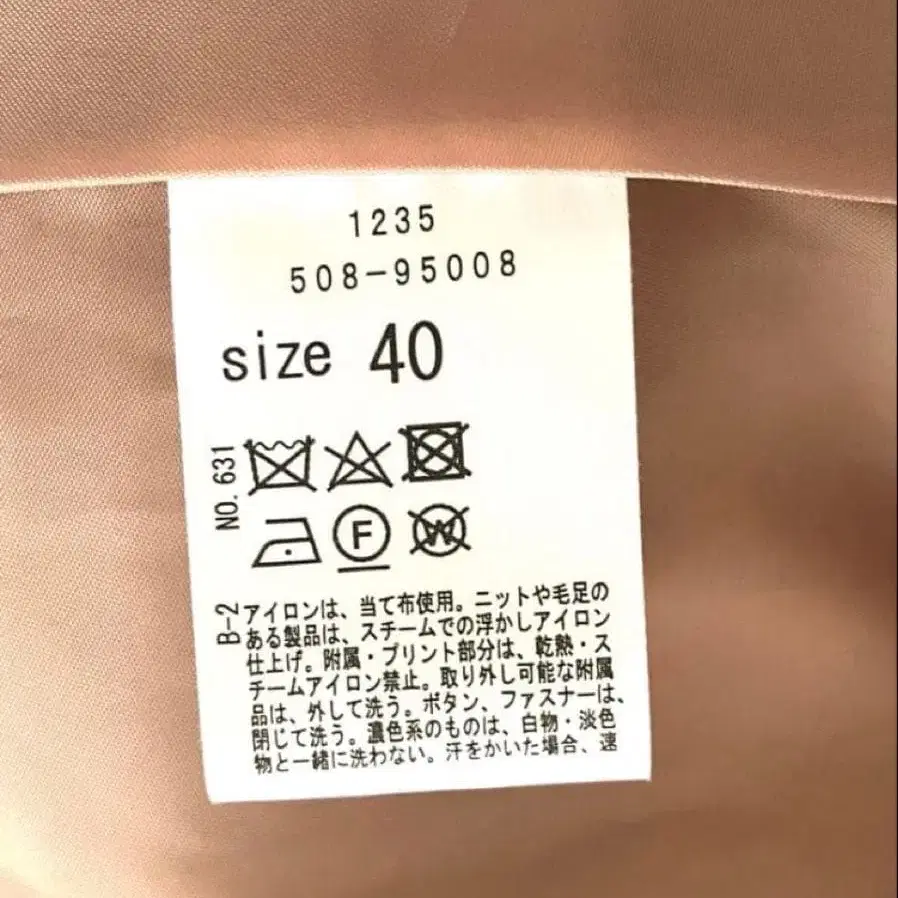 1235
508-95008
size 40
NO. 631
F
W
B-2
アイロンは、当て布使用。ニットや毛足の
ある製品は、スチームでの浮かしアイロン
仕上げ。附属・プリント部分は、乾熱・ス
チームアイロン禁止。取り外し可能な附属
品は、外して洗う。ボタン、ファスナーは、
閉じて洗う。濃色系のものは、白物・淡色
物と一緒に洗わない。汗をかいた場合、速